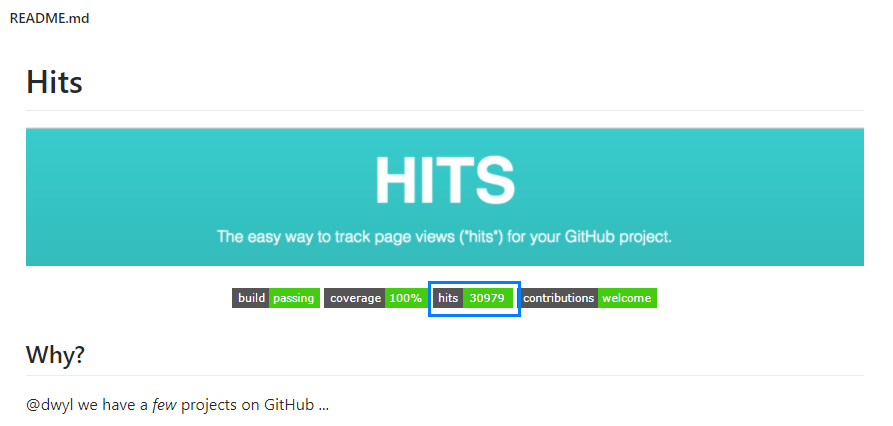 README.md
Hits
HITS
The easy way to track page views ("hits") for your GitHub project.
build passing coverage 100% hits 30979 contributions welcome
Why?
@dwyl we have a few projects on GitHub ...